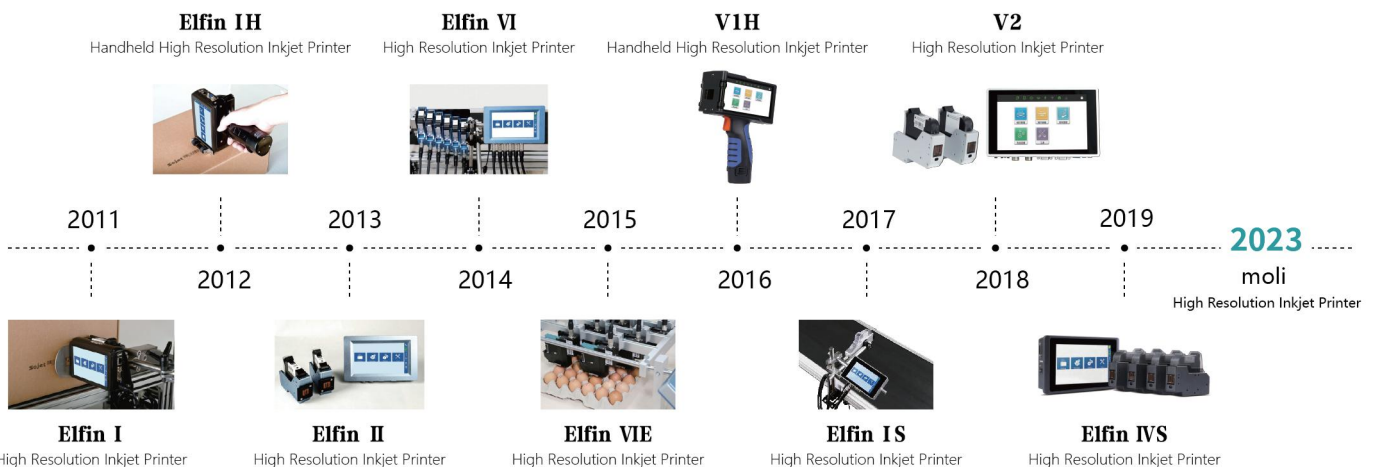 Elfin I H
Handheld High Resolution Inkjet Printer
Elfin VI
High Resolution Inkjet Printer
V1H
Handheld High Resolution Inkjet Printer
V2
High Resolution Inkjet Printer
2011
2013
2015
2017
2019
2023
2012
2014
2016
2018
moli
High Resolution Inkjet Printer
Elfin I
High Resolution Inkjet Printer
Elfin II
High Resolution Inkjet Printer
Elfin VIE
High Resolution Inkjet Printer
Elfin I S
High Resolution Inkjet Printer
Elfin IVS
High Resolution Inkjet Printer